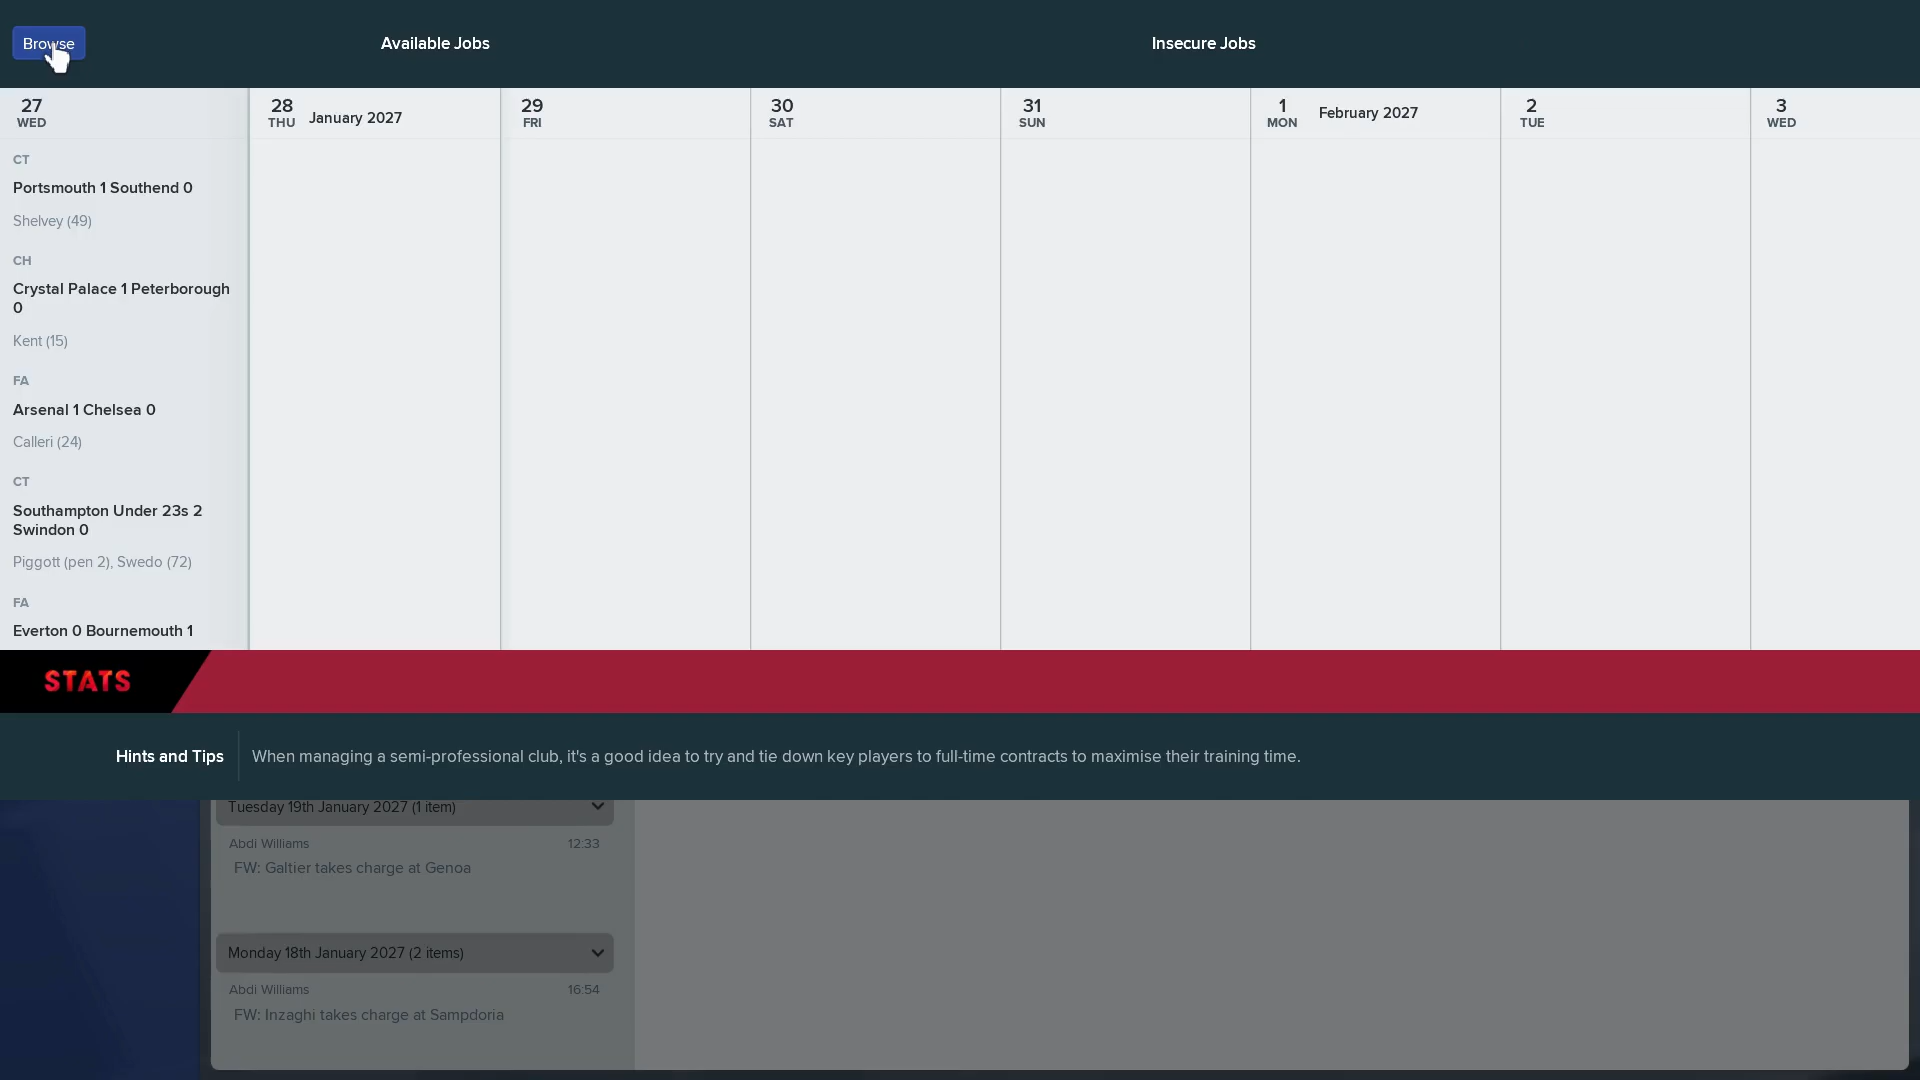 Browse
Available Jobs
Insecure Jobs
27
WED
28
THU
January 2027
29
FRI
30
SAT
31
SUN
1
MON
February 2027
2
TUE
3
WED
CT
Portsmouth 1 Southend 0
Shelvey (49)
CH
Crystal Palace 1 Peterborough
0
Kent (15)
FA
Arsenal 1 Chelsea 0
Calleri (24)
CT
Southampton Under 23s 2
Swindon 0
Piggott (pen 2), Swedo (72)
FA
Everton 0 Bournemouth 1
STATS
Hints and Tips
When managing a semi-professional club, it's a good idea to try and tie down key players to full-time contracts to maximise their training time.
Tuesday 19th January 2027 (1 item)
Abdi Williams
12:33
FW: Galtier takes charge at Genoa
Monday 18th January 2027 (2 items)
Abdi Williams
16:54
FW: Inzaghi takes charge at Sampdoria